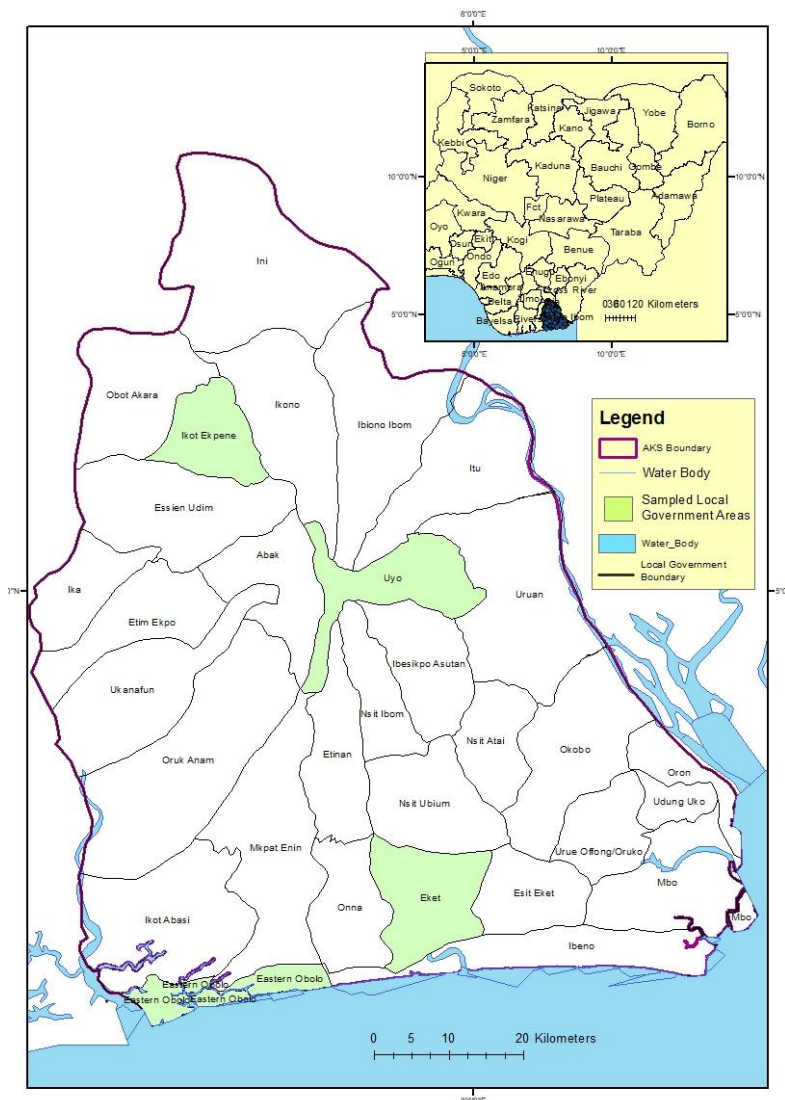 5°0'0"E
10°0'0"E
Sokoto
Katsina
Jigawa
Yobe
Zamfara
Kano
Borno
Kebbi
Kaduna
Bauchi
Gombe
10°0'0"N
10°0'0"N
Niger
Adamawa
Plateau
Fct
Kwara
Nasarawa
Taraba
Oyo
Osun
Ekiti
Kogi
Benue
Ogun
Ondo
Edo
Enugu
Ebonyi
Anambra
Cross River
Delta
Imo
Bayelsa
Rivers
Ibom
120 Kilometers
5°0'0"N
5°0'0"N
5°0'0"E
10°0'0"E
Ini
Obot Akara
Ikono
Ibiono Ibom
Ikot Ekpene
Itu
Essien Udim
Legend
AKS Boundary
Water Body
Sampled Local
Government Areas
Water_Body
Local Government
Boundary
Abak
Uyo
Ika
Uruan
Etim Ekpo
Ibesikpo Asutan
Ukanafun
Nsit Ibom
Nsit Atai
Okobo
Etinan
Oruk Anam
Oron
Nsit Ubium
Udung Uko
Mkpat Enin
Urue Offong/Oruko
Mbo
Eket
Esit Eket
Onna
Ikot Abasi
Mbo
Ibeno
Eastern Obolo
Eastern Obolo
Eastern Obolo
Eastern Obolo
0 5 10 20 Kilometers